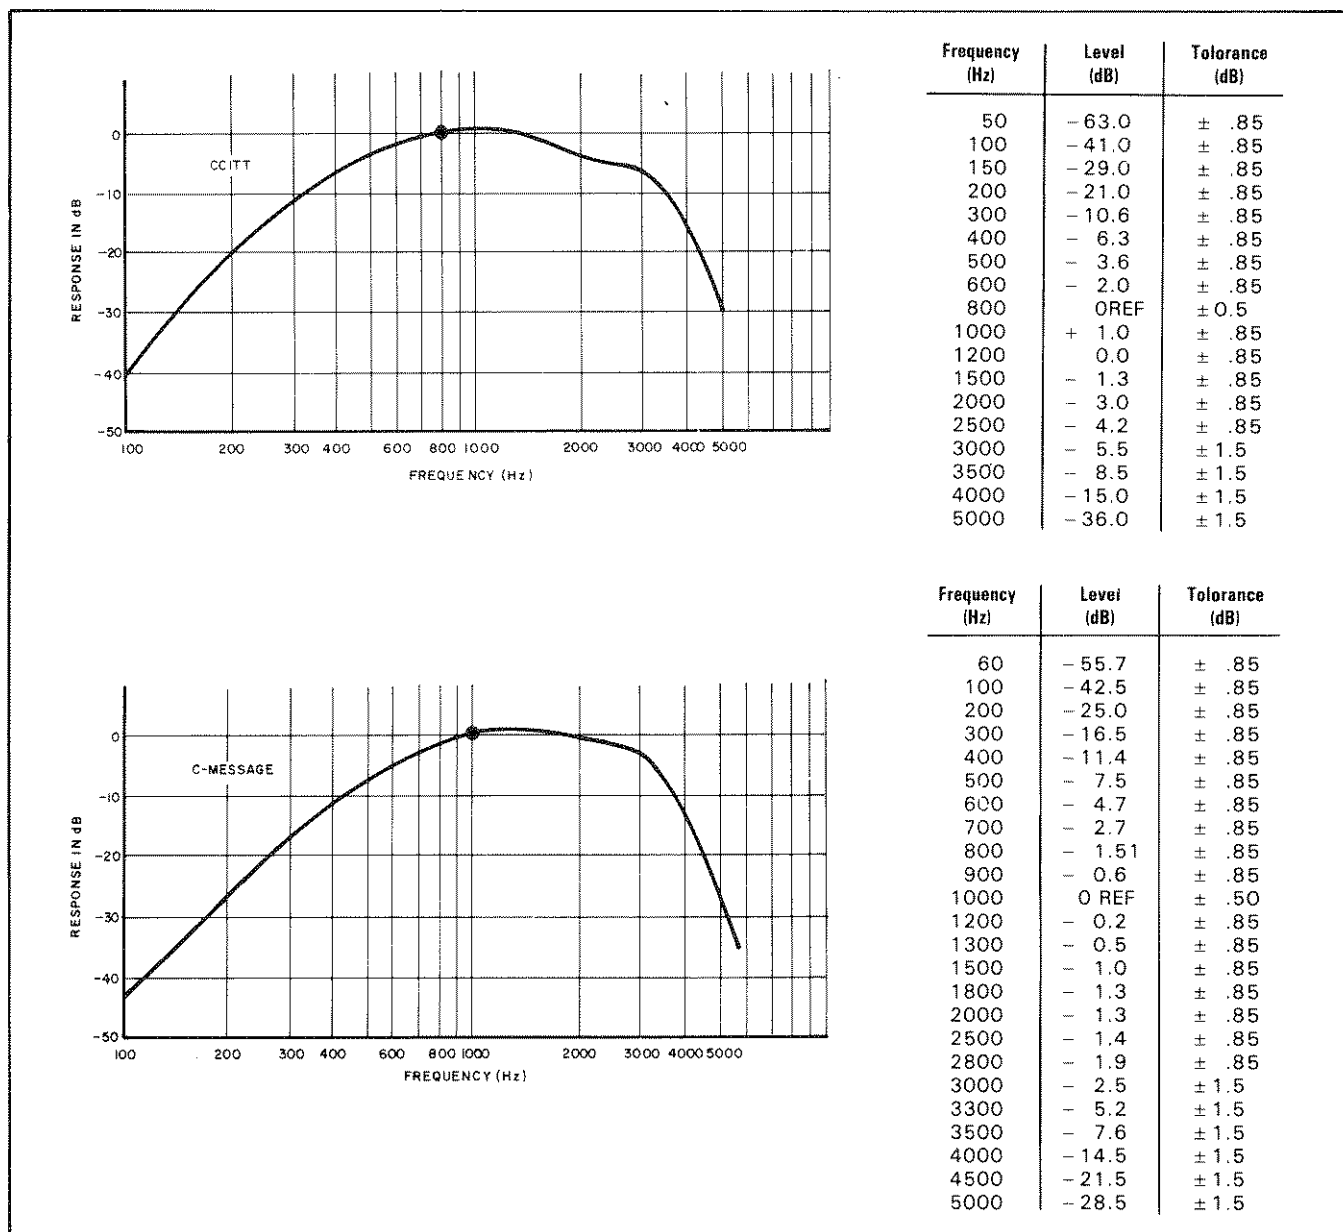 0
-10
-20
-30
-40
-50
RESPONSE IN dB
CCITT
100 200 300 400 600 800 1000 2000 3000 4000 5000
FREQUENCY (Hz)
Frequency (Hz) Level (dB) Tolorance (dB)
50 -63.0 ± .85
100 -41.0 ± .85
150 -29.0 ± .85
200 -21.0 ± .85
300 -10.6 ± .85
400 - 6.3 ± .85
500 - 3.6 ± .85
600 - 2.0 ± .85
800 0REF ±0.5
1000 + 1.0 ± .85
1200 0.0 ± .85
1500 - 1.3 ± .85
2000 - 3.0 ± .85
2500 - 4.2 ± .85
3000 - 5.5 ±1.5
3500 - 8.5 ±1.5
4000 -15.0 ±1.5
5000 -36.0 ±1.5
0
-10
-20
-30
-40
-50
RESPONSE IN dB
C-MESSAGE
100 200 300 400 600 800 1000 2000 3000 4000 5000
FREQUENCY (Hz)
Frequency (Hz) Level (dB) Tolorance (dB)
60 -55.7 ± .85
100 -42.5 ± .85
200 -25.0 ± .85
300 -16.5 ± .85
400 -11.4 ± .85
500 - 7.5 ± .85
600 - 4.7 ± .85
700 - 2.7 ± .85
800 - 1.51 ± .85
900 - 0.6 ± .85
1000 0 REF ± .50
1200 - 0.2 ± .85
1300 - 0.5 ± .85
1500 - 1.0 ± .85
1800 - 1.3 ± .85
2000 - 1.3 ± .85
2500 - 1.4 ± .85
2800 - 1.9 ± .85
3000 - 2.5 ±1.5
3300 - 5.2 ±1.5
3500 - 7.6 ±1.5
4000 -14.5 ±1.5
4500 -21.5 ±1.5
5000 -28.5 ±1.5